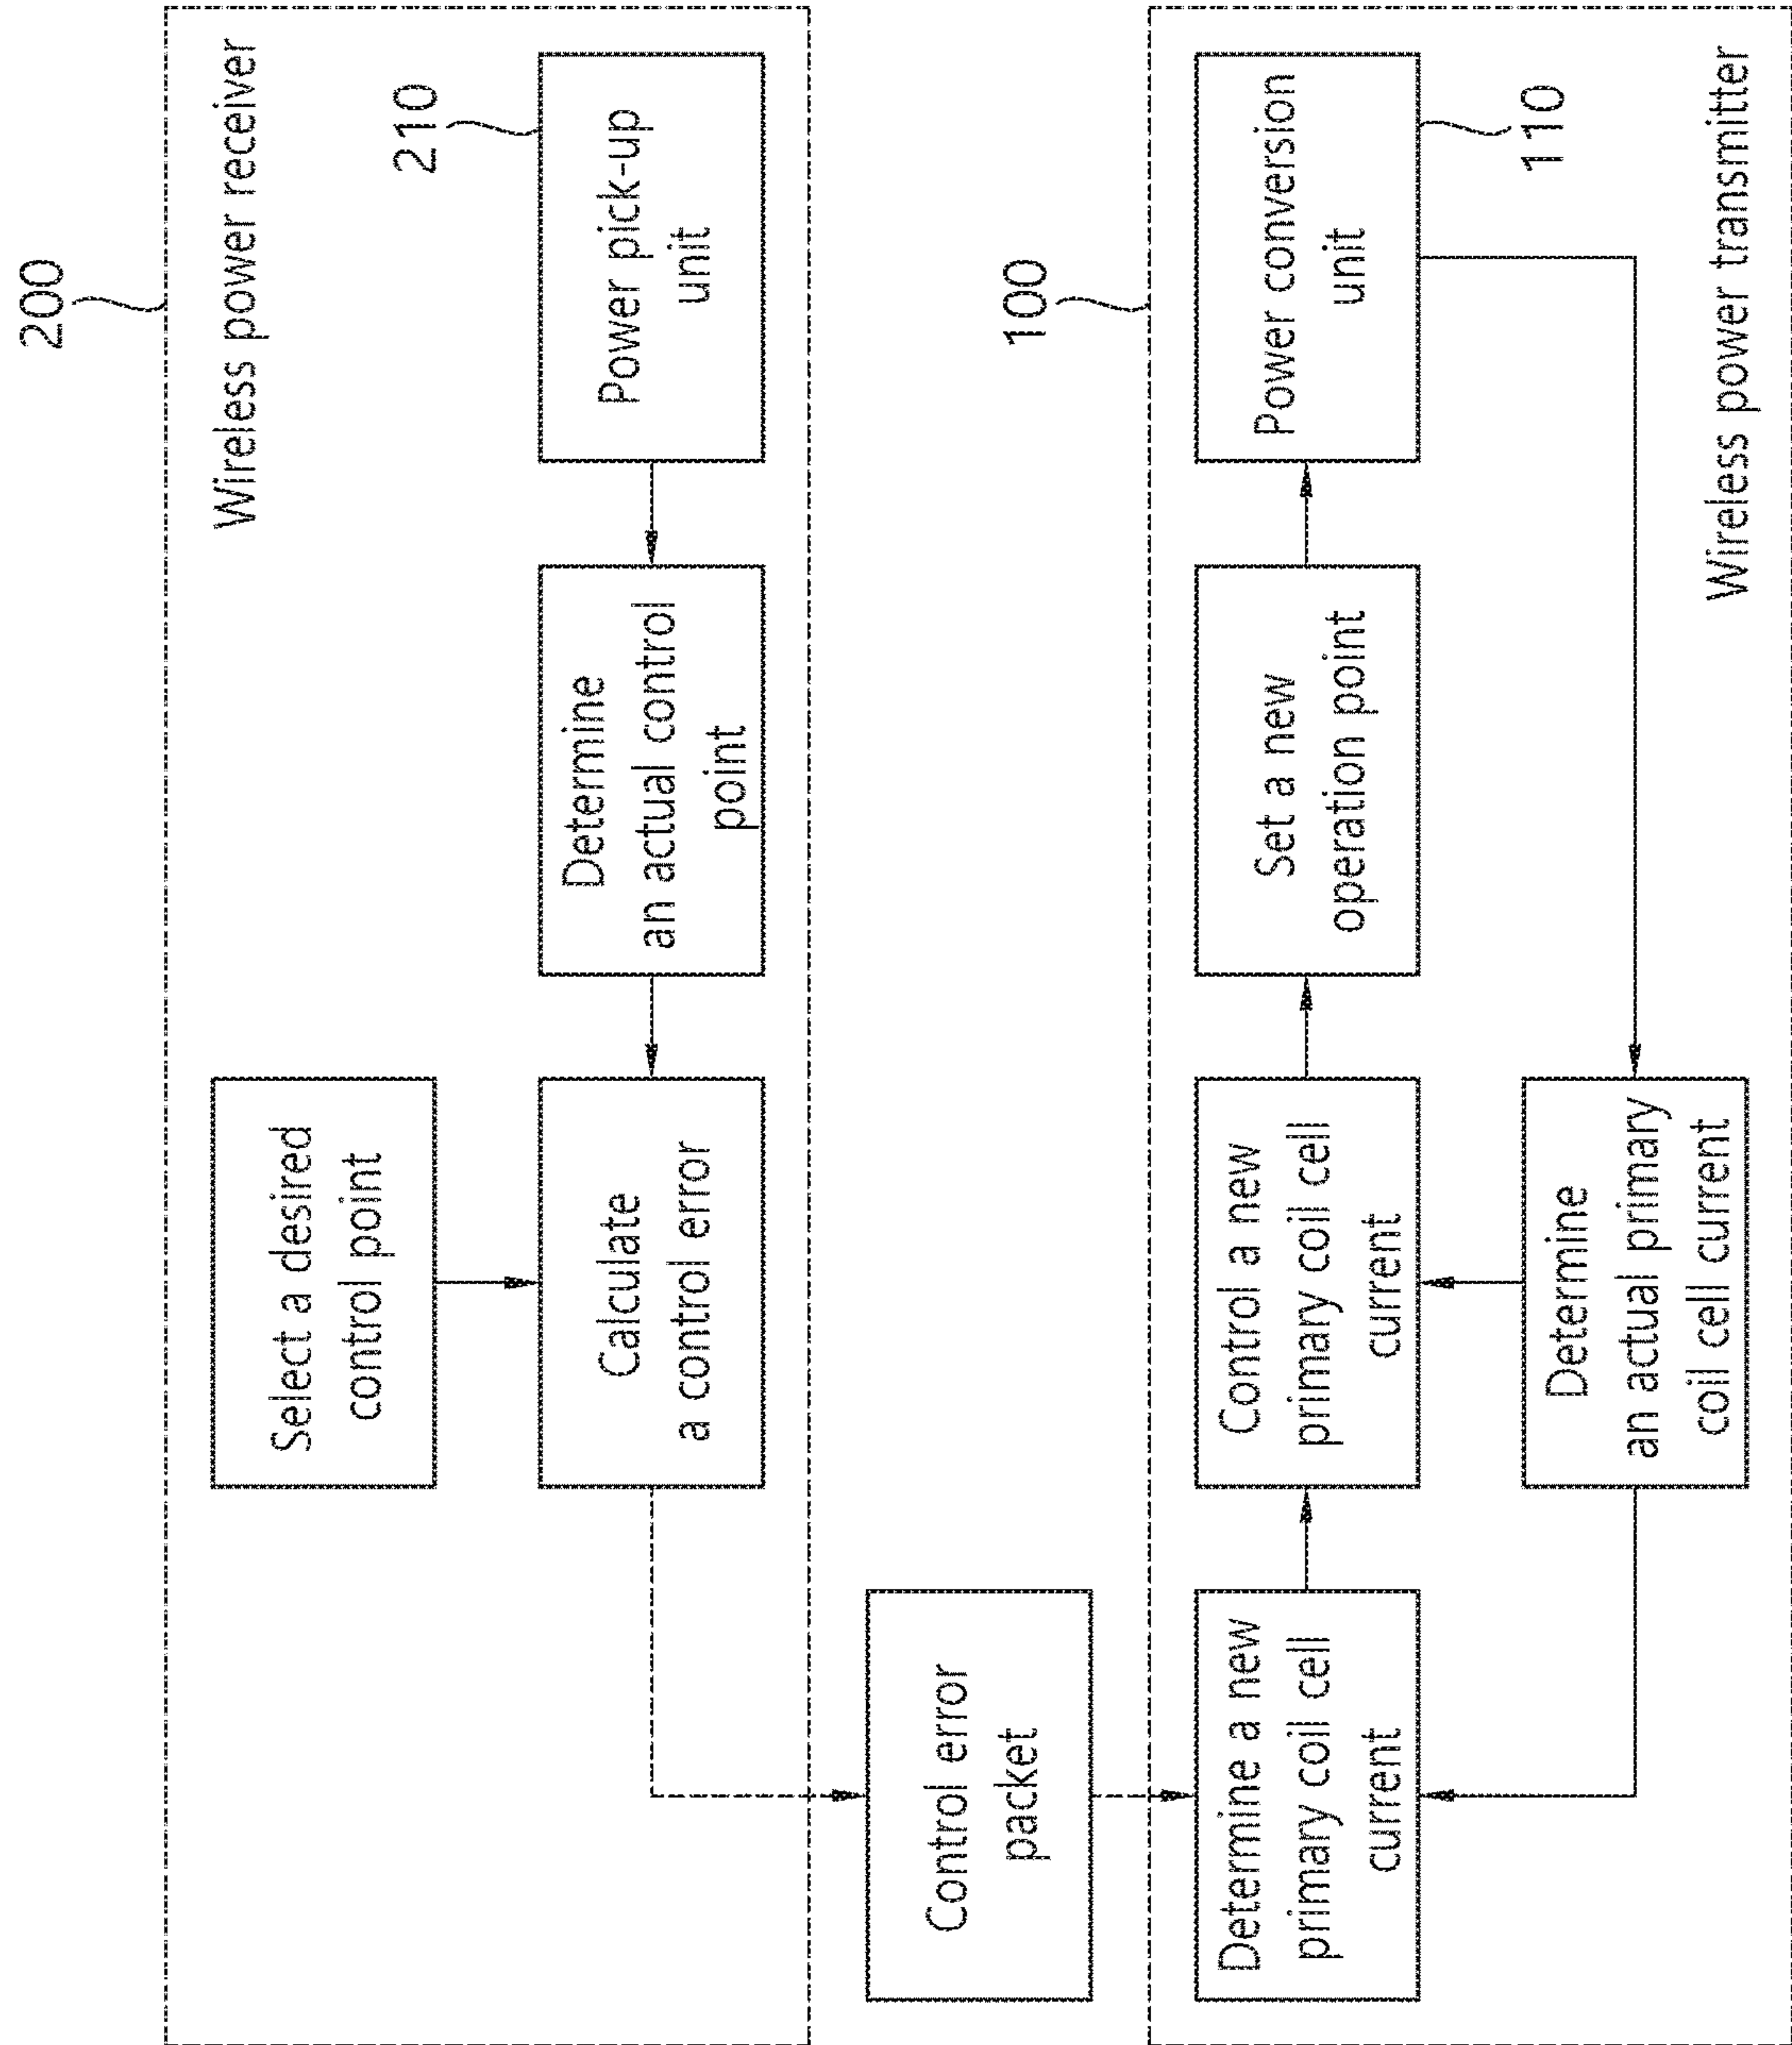 200
Wireless power receiver
210
Select a desired
control point
Calculate
a control error
Determine
an actual control
point
Power pick-up
unit
Control error
packet
100
Determine a new
primary coil cell
current
Control a new
primary coil cell
current
Set a new
operation point
Power conversion
unit
110
Determine
an actual primary
coil cell current
Wireless power transmitter